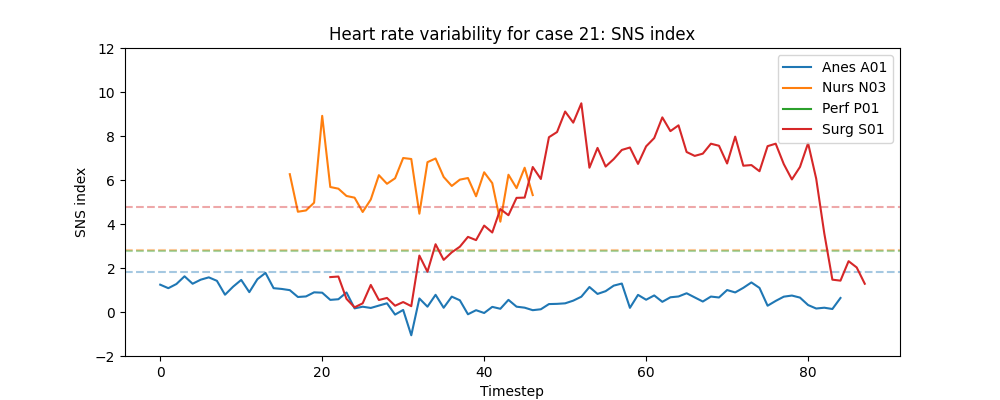 Heart rate variability for case 21: SNS index
12
10
8
6
4
2
0
−2
SNS index
Anes A01
Nurs N03
Perf P01
Surg S01
0 20 40 60 80
Timestep